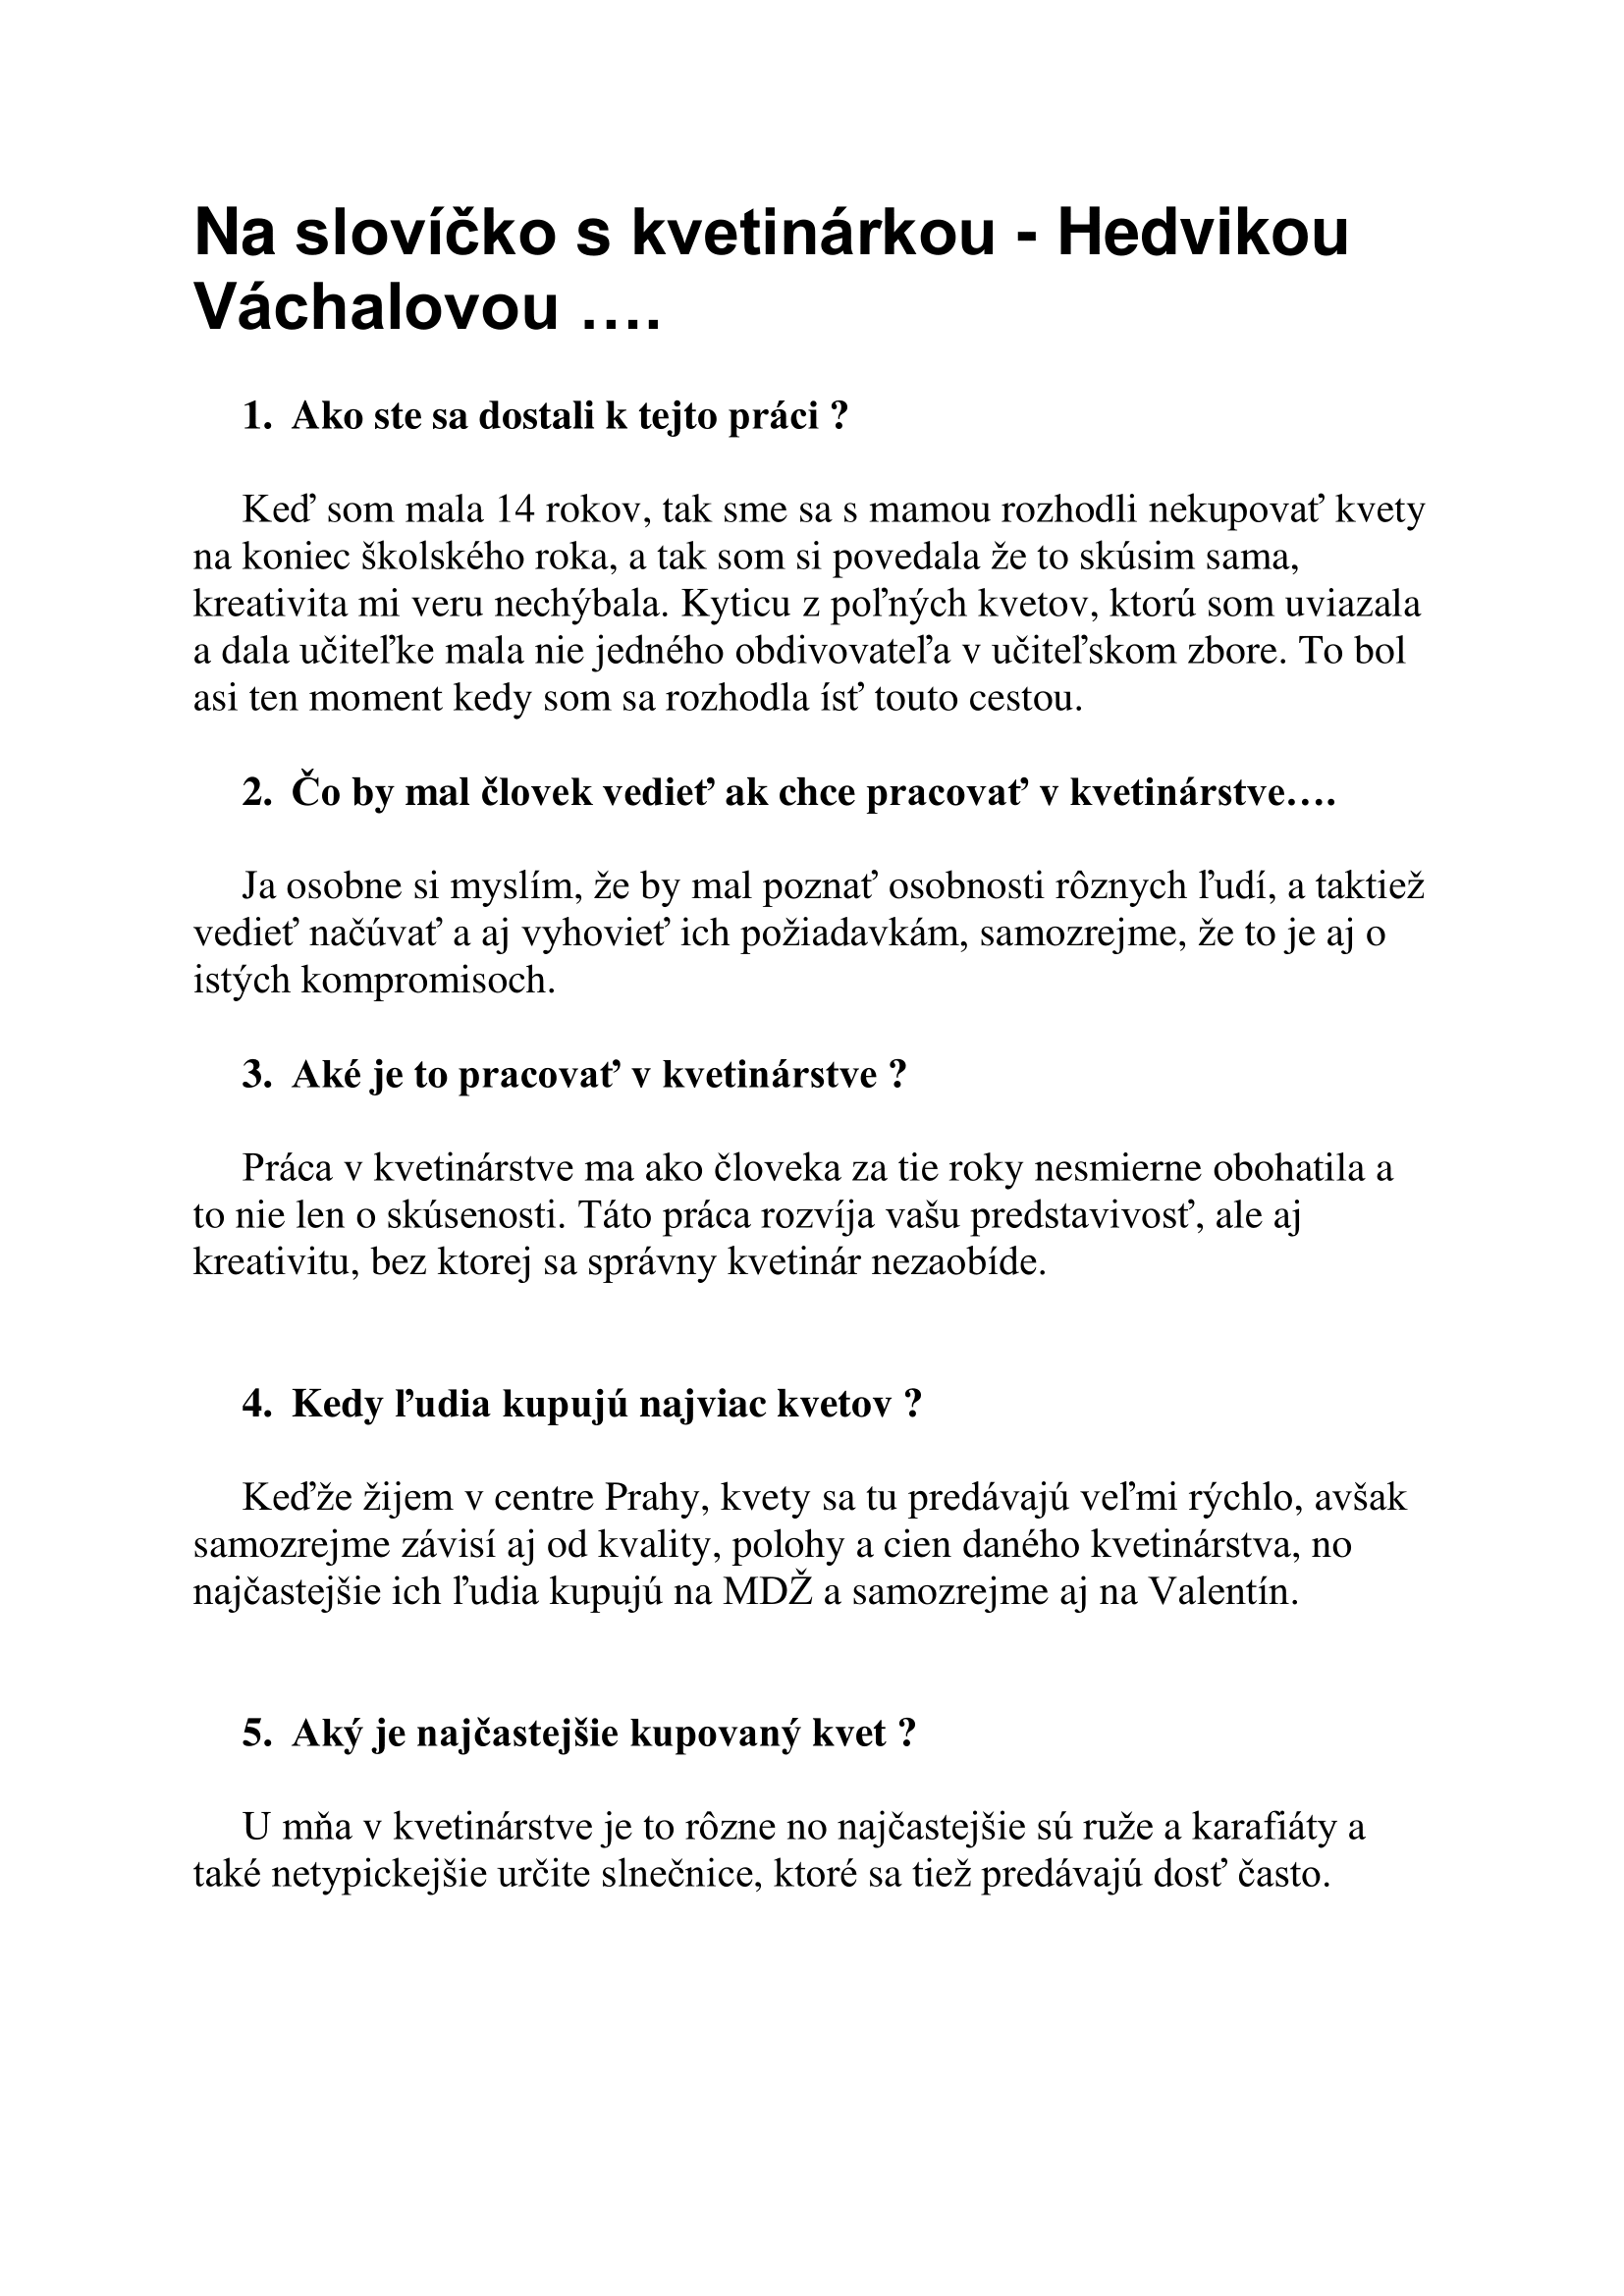 Na slovíčko s kvetinárkou - Hedvikou
Váchalovou ….
1. Ako ste sa dostali k tejto práci ?
Keď som mala 14 rokov, tak sme sa s mamou rozhodli nekupovať kvety
na koniec školského roka, a tak som si povedala že to skúsim sama,
kreativita mi veru nechýbala. Kyticu z poľných kvetov, ktorú som uviazala
a dala učiteľke mala nie jedného obdivovateľa v učiteľskom zbore. To bol
asi ten moment kedy som sa rozhodla ísť touto cestou.
2. Čo by mal človek vedieť ak chce pracovať v kvetinárstve….
Ja osobne si myslím, že by mal poznať osobnosti rôznych ľudí, a taktiež
vedieť načúvať a aj vyhovieť ich požiadavkám, samozrejme, že to je aj o
istých kompromisoch.
3. Aké je to pracovať v kvetinárstve ?
Práca v kvetinárstve ma ako človeka za tie roky nesmierne obohatila a
to nie len o skúsenosti. Táto práca rozvíja vašu predstavivosť, ale aj
kreativitu, bez ktorej sa správny kvetinár nezaobíde.
4. Kedy ľudia kupujú najviac kvetov ?
Keďže žijem v centre Prahy, kvety sa tu predávajú veľmi rýchlo, avšak
samozrejme závisí aj od kvality, polohy a cien daného kvetinárstva, no
najčastejšie ich ľudia kupujú na MDŽ a samozrejme aj na Valentín.
5. Aký je najčastejšie kupovaný kvet ?
U mňa v kvetinárstve je to rôzne no najčastejšie sú ruže a karafiáty a
také netypickejšie určite slnečnice, ktoré sa tiež predávajú dosť často.